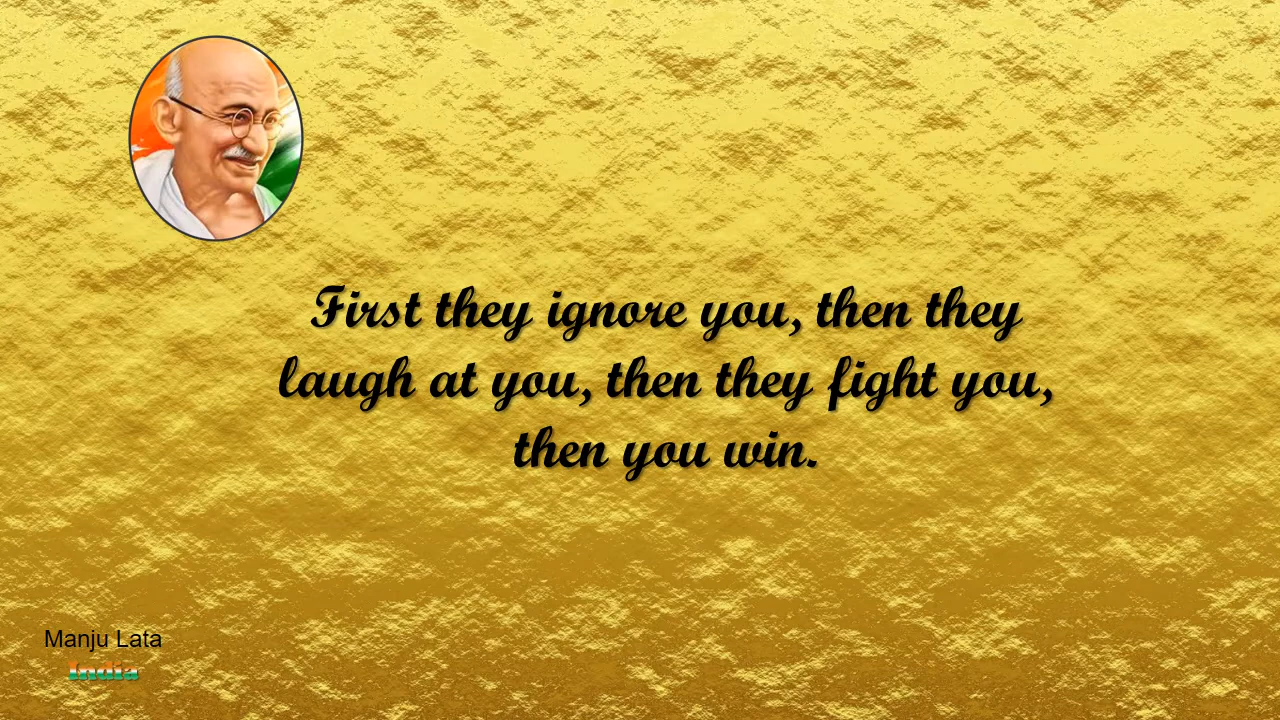 First they ignore you, then they
laugh at you, then they fight you,
then you win.
Manju Lata
India